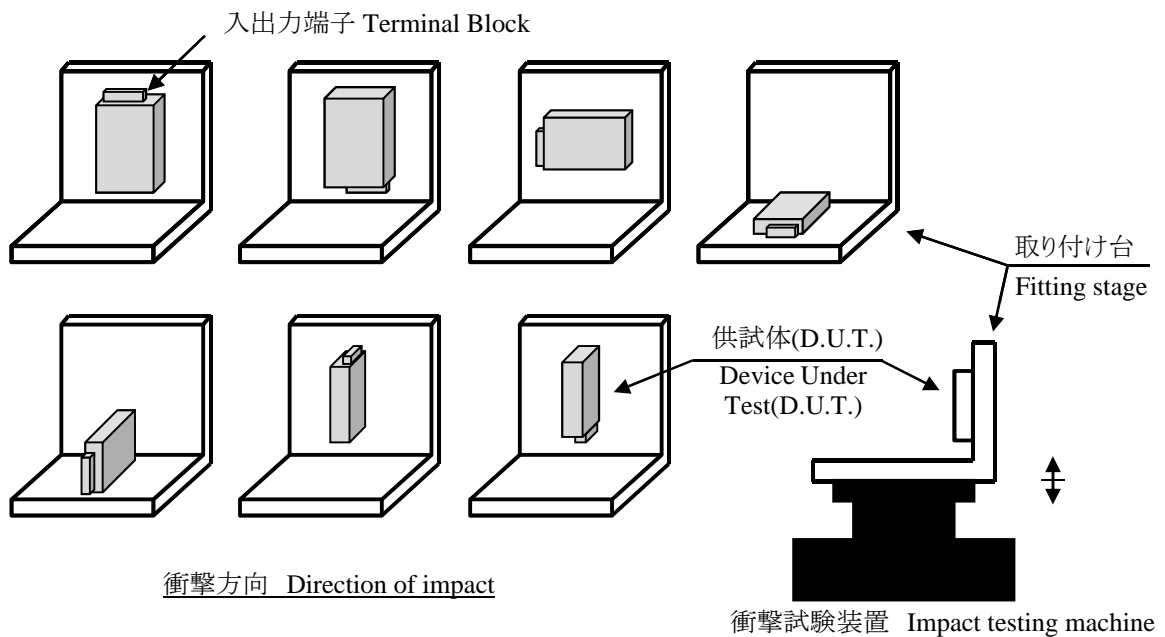 入出力端子 Terminal Block
取り付け台
Fitting stage
供試体(D.U.T.)
Device Under
Test(D.U.T.)
衝撃方向 Direction of impact
衝撃試験装置 Impact testing machine